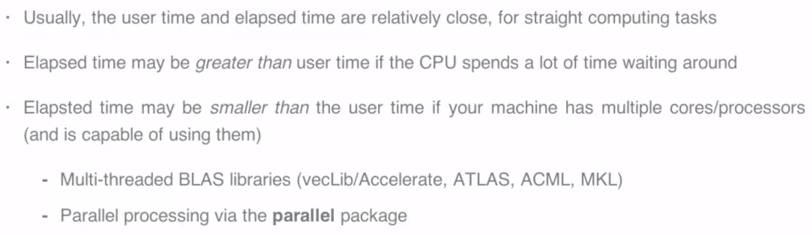 · Usually, the user time and elapsed time are relatively close, for straight computing tasks
· Elapsed time may be greater than user time if the CPU spends a lot of time waiting around
· Elapsted time may be smaller than the user time if your machine has multiple cores/processors
(and is capable of using them)
- Multi-threaded BLAS libraries (vecLib/Accelerate, ATLAS, ACML, MKL)
- Parallel processing via the parallel package